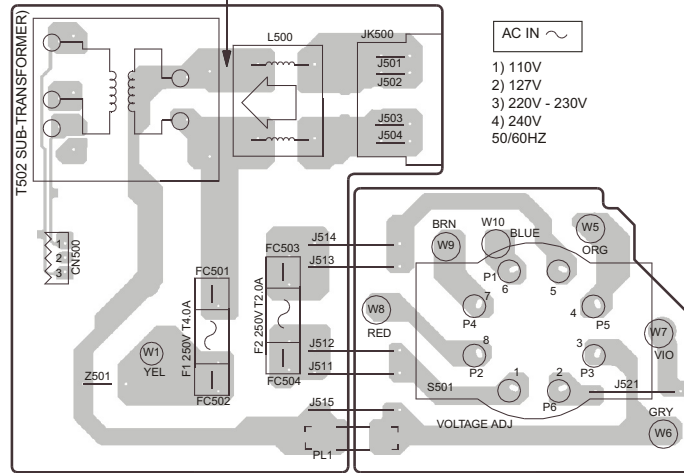 T502 SUB-TRANSFORMER)
L500
JK500
J501
J502
J503
J504
AC IN
1) 110V
2) 127V
3) 220V - 230V
4) 240V
50/60HZ
1
2
3
CN500
FC501
F1 250V T4.0A
FC502
FC503
F2 250V T2.0A
FC504
J514
J513
J512
J511
J515
PL1
W1
YEL
Z501
BRN
W9
W10
BLUE
W5
ORG
P1
6
5
7
P4
4
P5
W8
RED
W7
VIO
8
P2
3
P3
S501
1
2
P6
J521
VOLTAGE ADJ
GRY
W6